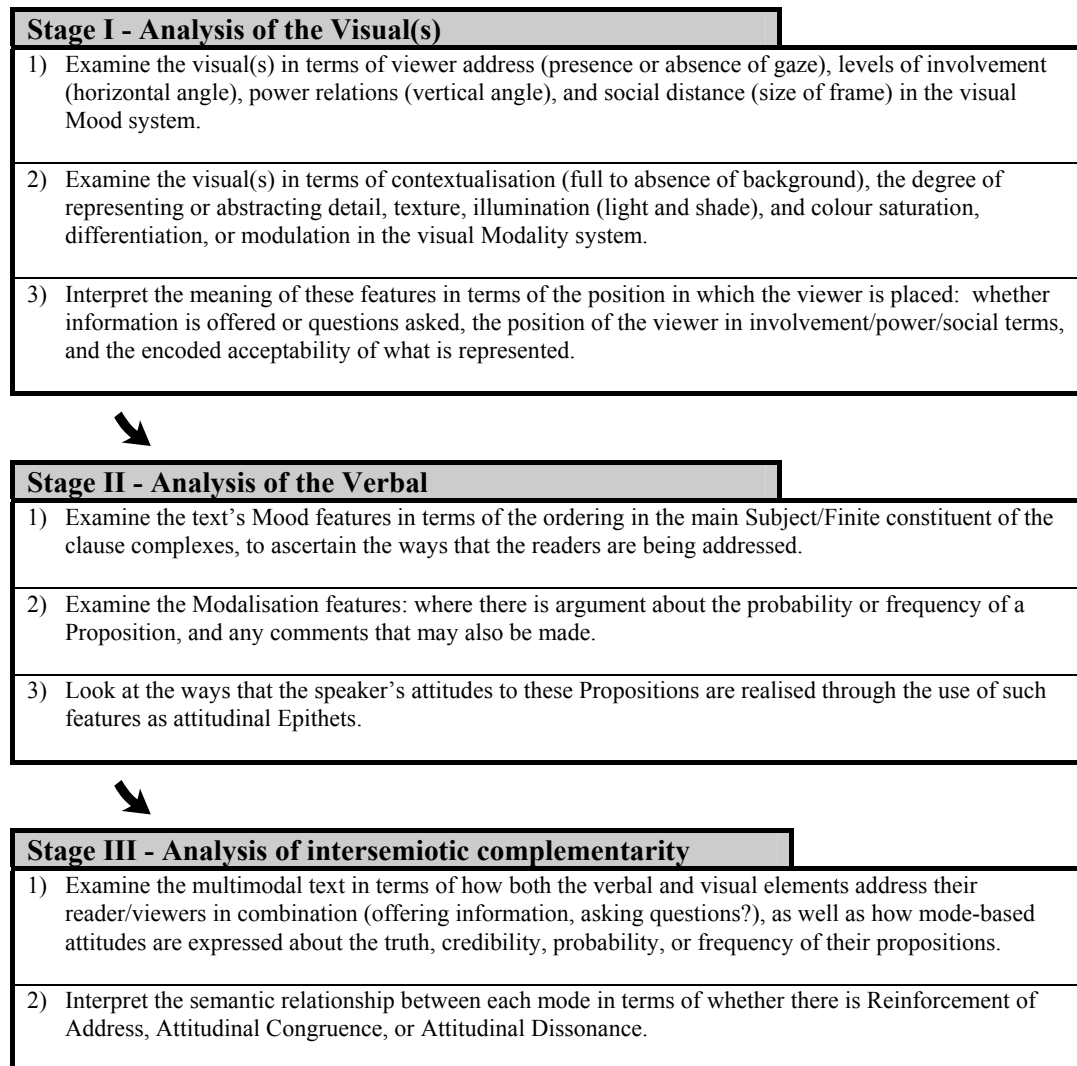 Stage I - Analysis of the Visual(s)
1) Examine the visual(s) in terms of viewer address (presence or absence of gaze), levels of involvement
(horizontal angle), power relations (vertical angle), and social distance (size of frame) in the visual
Mood system.
2) Examine the visual(s) in terms of contextualisation (full to absence of background), the degree of
representing or abstracting detail, texture, illumination (light and shade), and colour saturation,
differentiation, or modulation in the visual Modality system.
3) Interpret the meaning of these features in terms of the position in which the viewer is placed: whether
information is offered or questions asked, the position of the viewer in involvement/power/social terms,
and the encoded acceptability of what is represented.
Stage II - Analysis of the Verbal
1) Examine the text's Mood features in terms of the ordering in the main Subject/Finite constituent of the
clause complexes, to ascertain the ways that the readers are being addressed.
2) Examine the Modalisation features: where there is argument about the probability or frequency of a
Proposition, and any comments that may also be made.
3) Look at the ways that the speaker's attitudes to these Propositions are realised through the use of such
features as attitudinal Epithets.
Stage III - Analysis of intersemiotic complementarity
1) Examine the multimodal text in terms of how both the verbal and visual elements address their
reader/viewers in combination (offering information, asking questions?), as well as how mode-based
attitudes are expressed about the truth, credibility, probability, or frequency of their propositions.
2) Interpret the semantic relationship between each mode in terms of whether there is Reinforcement of
Address, Attitudinal Congruence, or Attitudinal Dissonance.